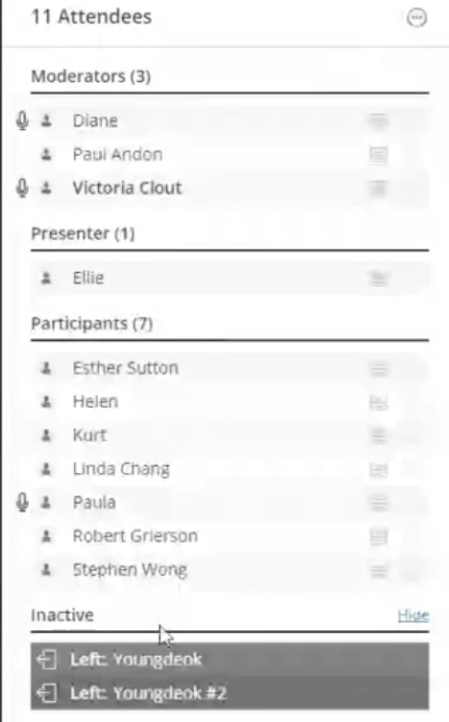 11 Attendees
Moderators (3)
Diane
Paul Andon
Victoria Clout
Presenter (1)
Ellie
Participants (7)
Esther Sutton
Helen
Kurt
Linda Chang
Paula
Robert Grierson
Stephen Wong
Inactive Hide
Left: Youngdeok
Left: Youngdeok #2